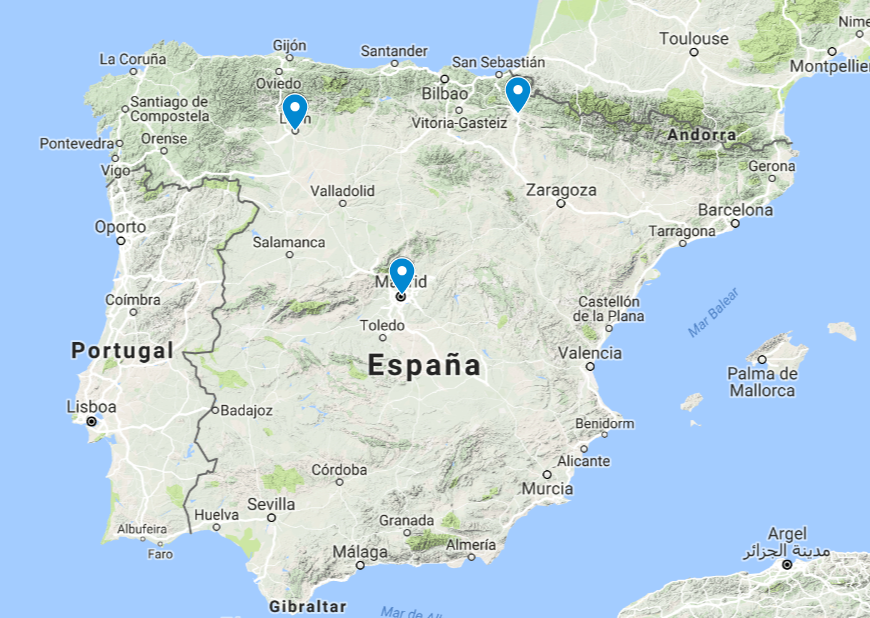 Toulouse
Nime
Montpellier
Gijón
Santander
La Coruña
San Sebastián
Oviedo
Bilbao
Santiago de
Compostela
Vitoria-Gasteiz
Andorra
Orense
Pontevedra
Vigo
Gerona
Valladolid
Zaragoza
Barcelona
Oporto
Tarragona
Salamanca
Madrid
Coímbra
Castellón
de la Plana
Mar Balear
Toledo
Portugal
España
Valencia
Palma de
Mallorca
Lisboa
Badajoz
Benidorm
Alicante
Córdoba
Murcia
Sevilla
Huelva
Granada
Albufeira
Faro
Málaga
Almería
Argel
مدينة الجزائر
Gibraltar
Mar de Al